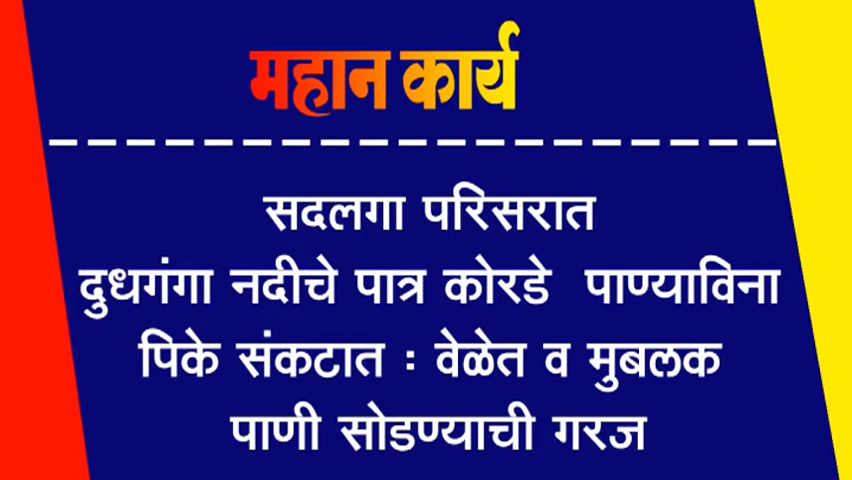 महान कार्य
सदलगा परिसरात
दुधगंगा नदीचे पात्र कोरडे पाण्याविना
पिके संकटात : वेळेत व मुबलक
पाणी सोडण्याची गरज